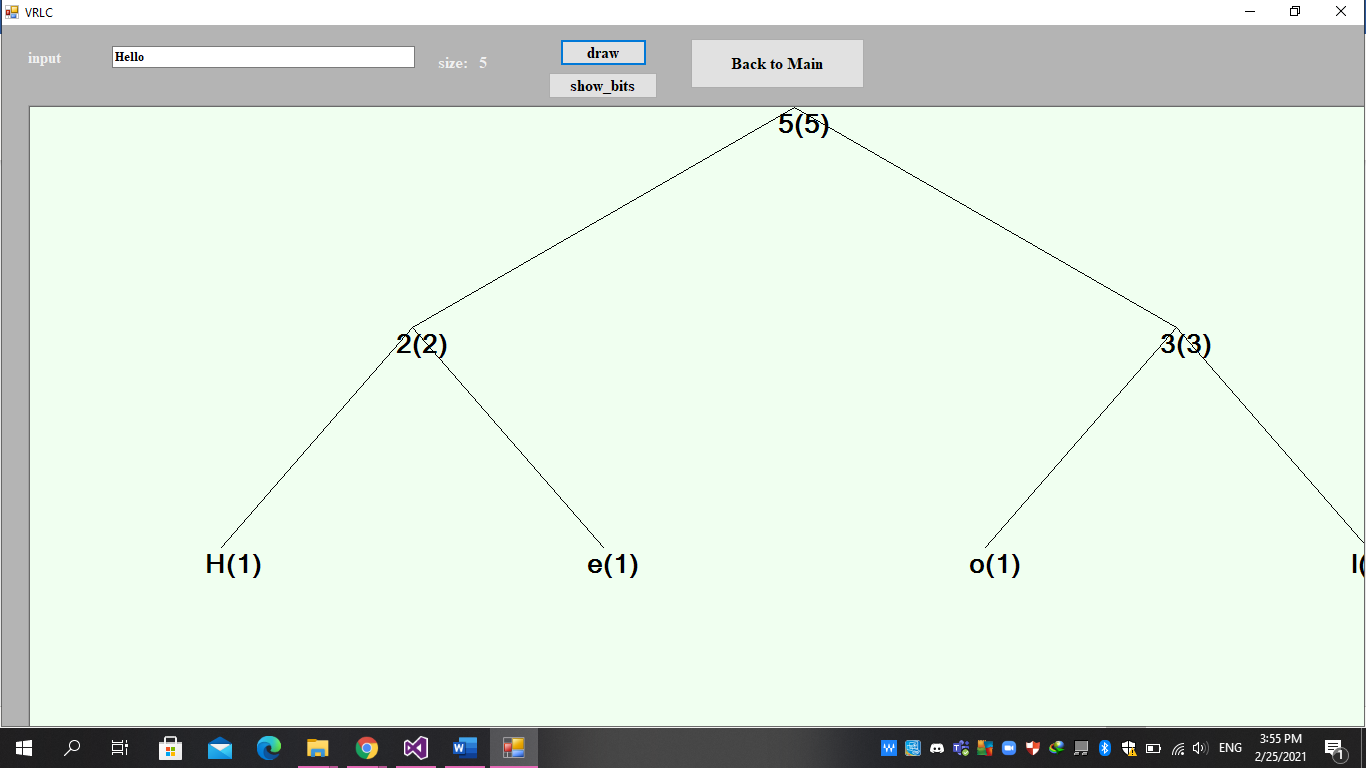 VRLC
input
Hello
size: 5
draw
show_bits
Back to Main
5(5)
2(2)
3(3)
H(1)
e(1)
o(1)
l(
ENG
3:55 PM
2/25/2021
1